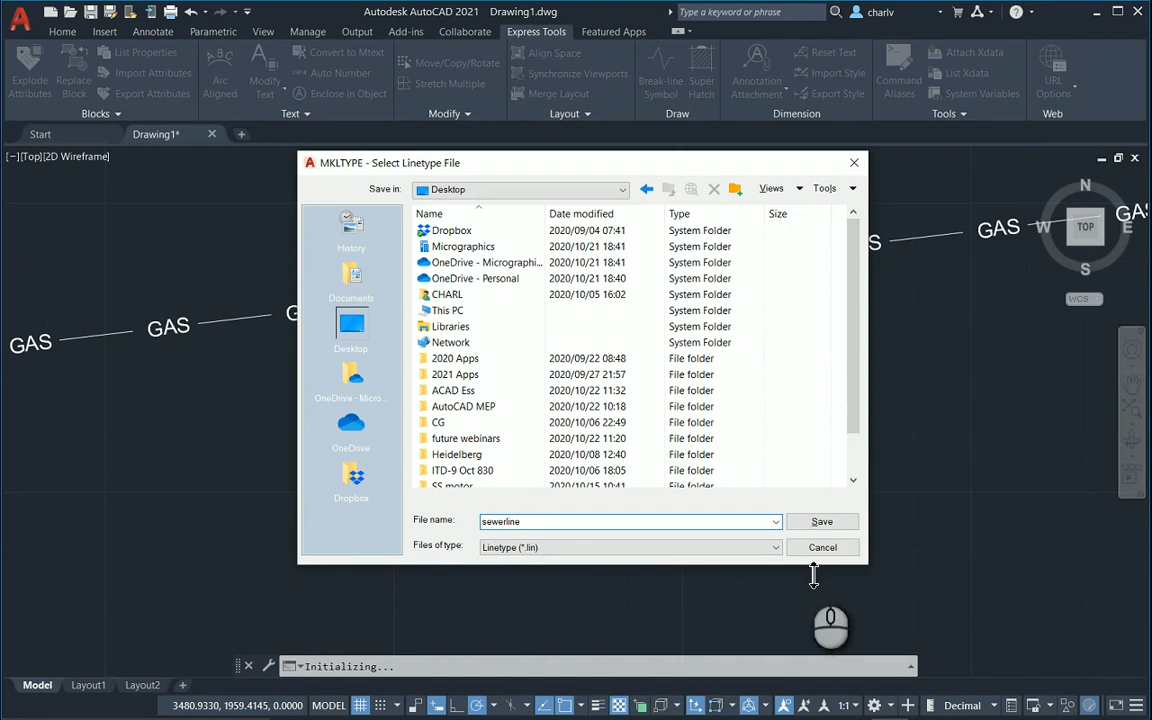 Autodesk AutoCAD 2021 Drawing1.dwg
Type a keyword or phrase
charlv
Home Insert Annotate Parametric View Manage Output Add-ins Collaborate Express Tools Featured Apps
Explode Attributes
Replace Block
List Properties
Import Attributes
Export Attributes
Blocks
Arc Aligned
Modify Text
Convert to Mtext
Auto Number
Enclose in Object
Text
Move/Copy/Rotate
Stretch Multiple
Modify
Align Space
Synchronize Viewports
Merge Layout
Layout
Break-line Symbol
Super Hatch
Draw
Annotation Attachment
Reset Text
Import Style
Export Style
Dimension
Command Aliases
Attach Xdata
List Xdata
System Variables
Tools
URL Options
Web
Start Drawing1*
[−][Top][2D Wireframe]
MKLTYPE - Select Linetype File
Save in: Desktop Views Tools
Name Date modified Type Size
Dropbox 2020/09/04 07:41 System Folder
Micrographics 2020/10/21 18:41 System Folder
OneDrive - Micrographi... 2020/10/21 18:41 System Folder
OneDrive - Personal 2020/10/21 18:40 System Folder
CHARL 2020/10/05 16:02 System Folder
This PC System Folder
Libraries System Folder
Network System Folder
2020 Apps 2020/09/22 08:48 File folder
2021 Apps 2020/09/27 21:57 File folder
ACAD Ess 2020/10/22 11:32 File folder
AutoCAD MEP 2020/10/22 10:18 File folder
CG 2020/10/06 22:49 File folder
future webinars 2020/10/22 11:20 File folder
Heidelberg 2020/10/08 12:40 File folder
ITD-9 Oct 830 2020/10/06 18:05 File folder
SS motor 2020/10/15 10:41 File folder
History
Documents
Desktop
OneDrive - Micro...
OneDrive
Dropbox
File name: sewerline Save
Files of type: Linetype (*.lin) Cancel
GAS GAS G
S GAS GA
N
W TOP E
S
WCS
Initializing...
Model Layout1 Layout2
3480.9330, 1959.4145, 0.0000 MODEL 1:1 Decimal